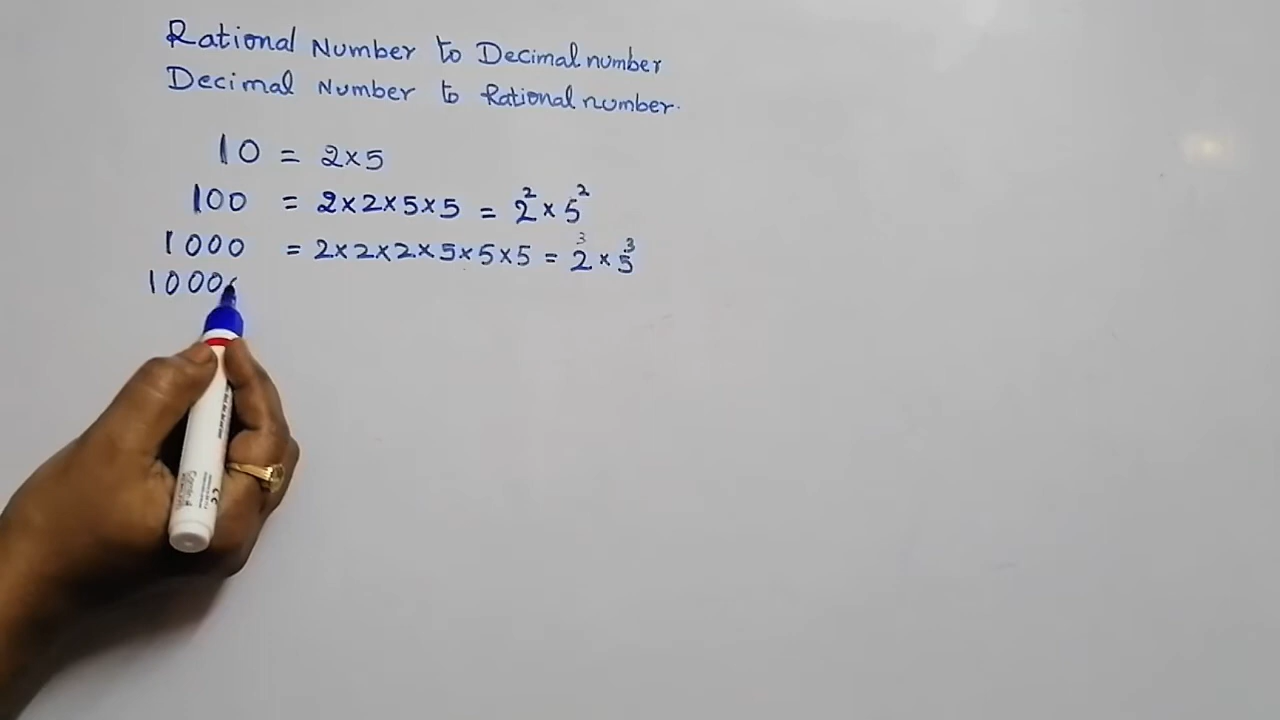 Rational Number to Decimal number
Decimal Number to Rational number.
10 = 2×5
100 = 2×2×5×5 = 2² × 5²
1000 = 2×2×2×5×5×5 = 2³ × 5³
1000